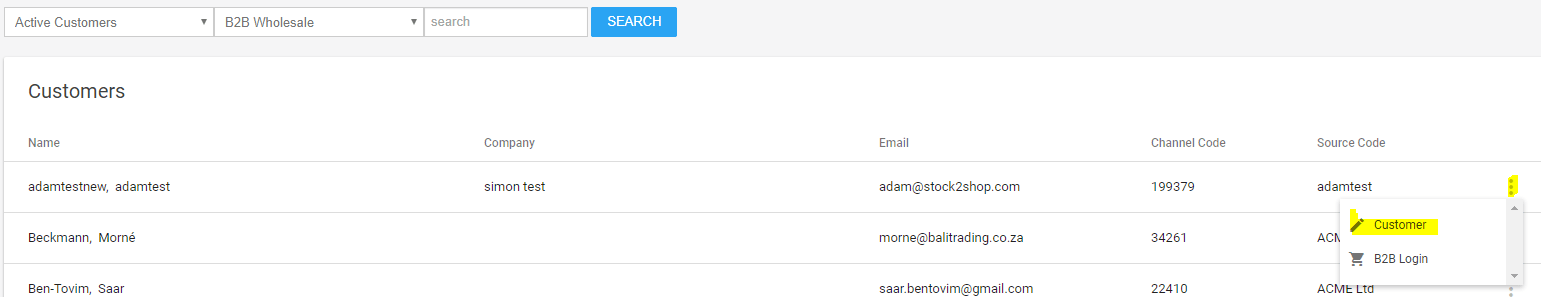 Active Customers B2B Wholesale search SEARCH
Customers
Name Company Email Channel Code Source Code
adamtestnew, adamtest simon test adam@stock2shop.com 199379 adamtest
Customer
Beckmann, Morné morne@balitrading.co.za 34261
B2B Login
Ben-Tovim, Saar saar.bentovim@gmail.com 22410 ACME Ltd